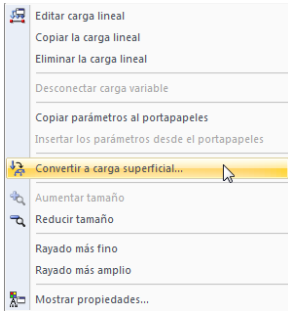 Editar carga lineal
Copiar la carga lineal
Eliminar la carga lineal
Desconectar carga variable
Copiar parámetros al portapapeles
Insertar los parámetros desde el portapapeles
Convertir a carga superficial...
Aumentar tamaño
Reducir tamaño
Rayado más fino
Rayado más amplio
Mostrar propiedades...